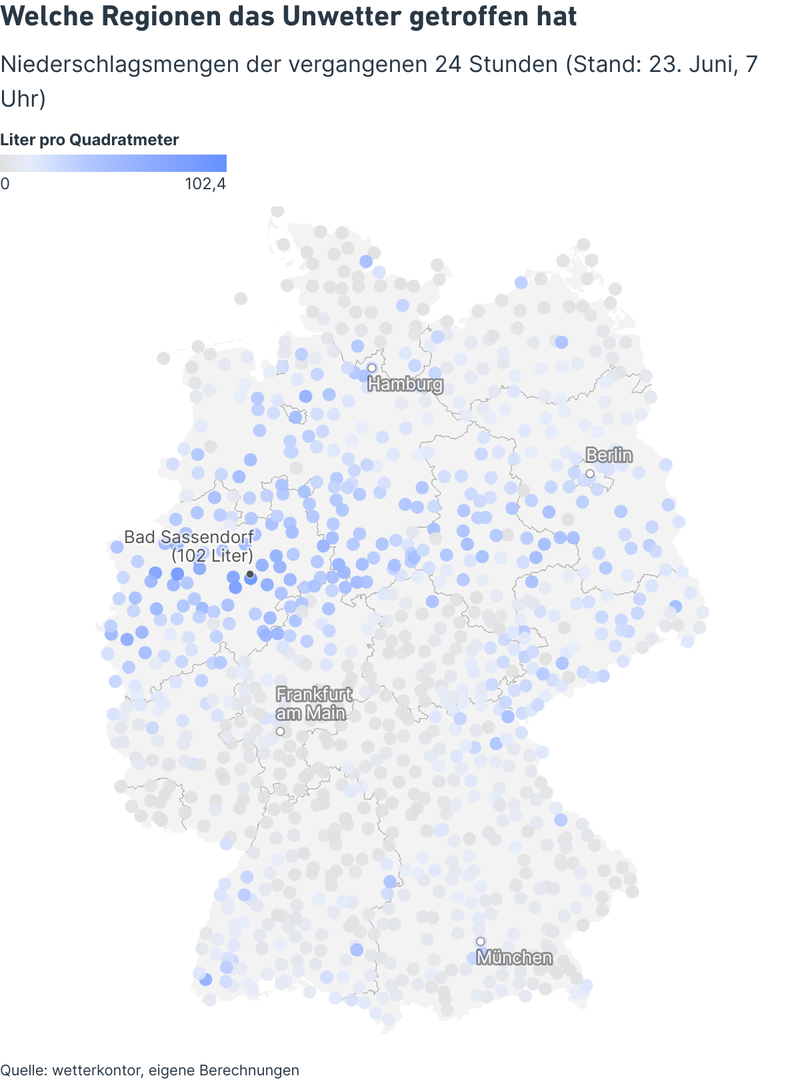 Welche Regionen das Unwetter getroffen hat
Niederschlagsmengen der vergangenen 24 Stunden (Stand: 23. Juni, 7
Uhr)
Liter pro Quadratmeter
0 102,4
Hamburg
Berlin
Bad Sassendorf
(102 Liter)
Frankfurt
am Main
München
Quelle: wetterkontor, eigene Berechnungen